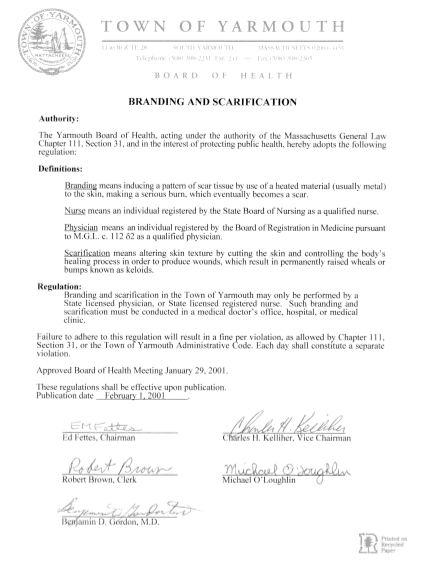 TOWN OF YARMOUTH
1146 ROUTE 28 SOUTH YARMOUTH MASSACHUSETTS 02664-4451
Telephone (508) 398-2231, Ext. 241 — Fax (508) 398-2365
BOARD OF HEALTH
BRANDING AND SCARIFICATION
Authority:
The Yarmouth Board of Health, acting under the authority of the Massachusetts General Law
Chapter 111, Section 31, and in the interest of protecting public health, hereby adopts the following
regulation:
Definitions:
Branding means inducing a pattern of scar tissue by use of a heated material (usually metal)
to the skin, making a serious burn, which eventually becomes a scar.
Nurse means an individual registered by the State Board of Nursing as a qualified nurse.
Physician means an individual registered by the Board of Registration in Medicine pursuant
to M.G.L. c. 112 δ2 as a qualified physician.
Scarification means altering skin texture by cutting the skin and controlling the body's
healing process in order to produce wounds, which result in permanently raised wheals or
bumps known as keloids.
Regulation:
Branding and scarification in the Town of Yarmouth may only be performed by a
State licensed physician, or State licensed registered nurse. Such branding and
scarification must be conducted in a medical doctor's office, hospital, or medical
clinic.
Failure to adhere to this regulation will result in a fine per violation, as allowed by Chapter 111,
Section 31, or the Town of Yarmouth Administrative Code. Each day shall constitute a separate
violation.
Approved Board of Health Meeting January 29, 2001.
These regulations shall be effective upon publication.
Publication date February 1, 2001.
EM Fettes Charles H. Kelliher
Ed Fettes, Chairman Charles H. Kelliher, Vice Chairman
Robert Brown Michael O'Loughlin
Robert Brown, Clerk Michael O'Loughlin
Benjamin D. Gordon
Benjamin D. Gordon, M.D.
Printed on
Recycled
Paper